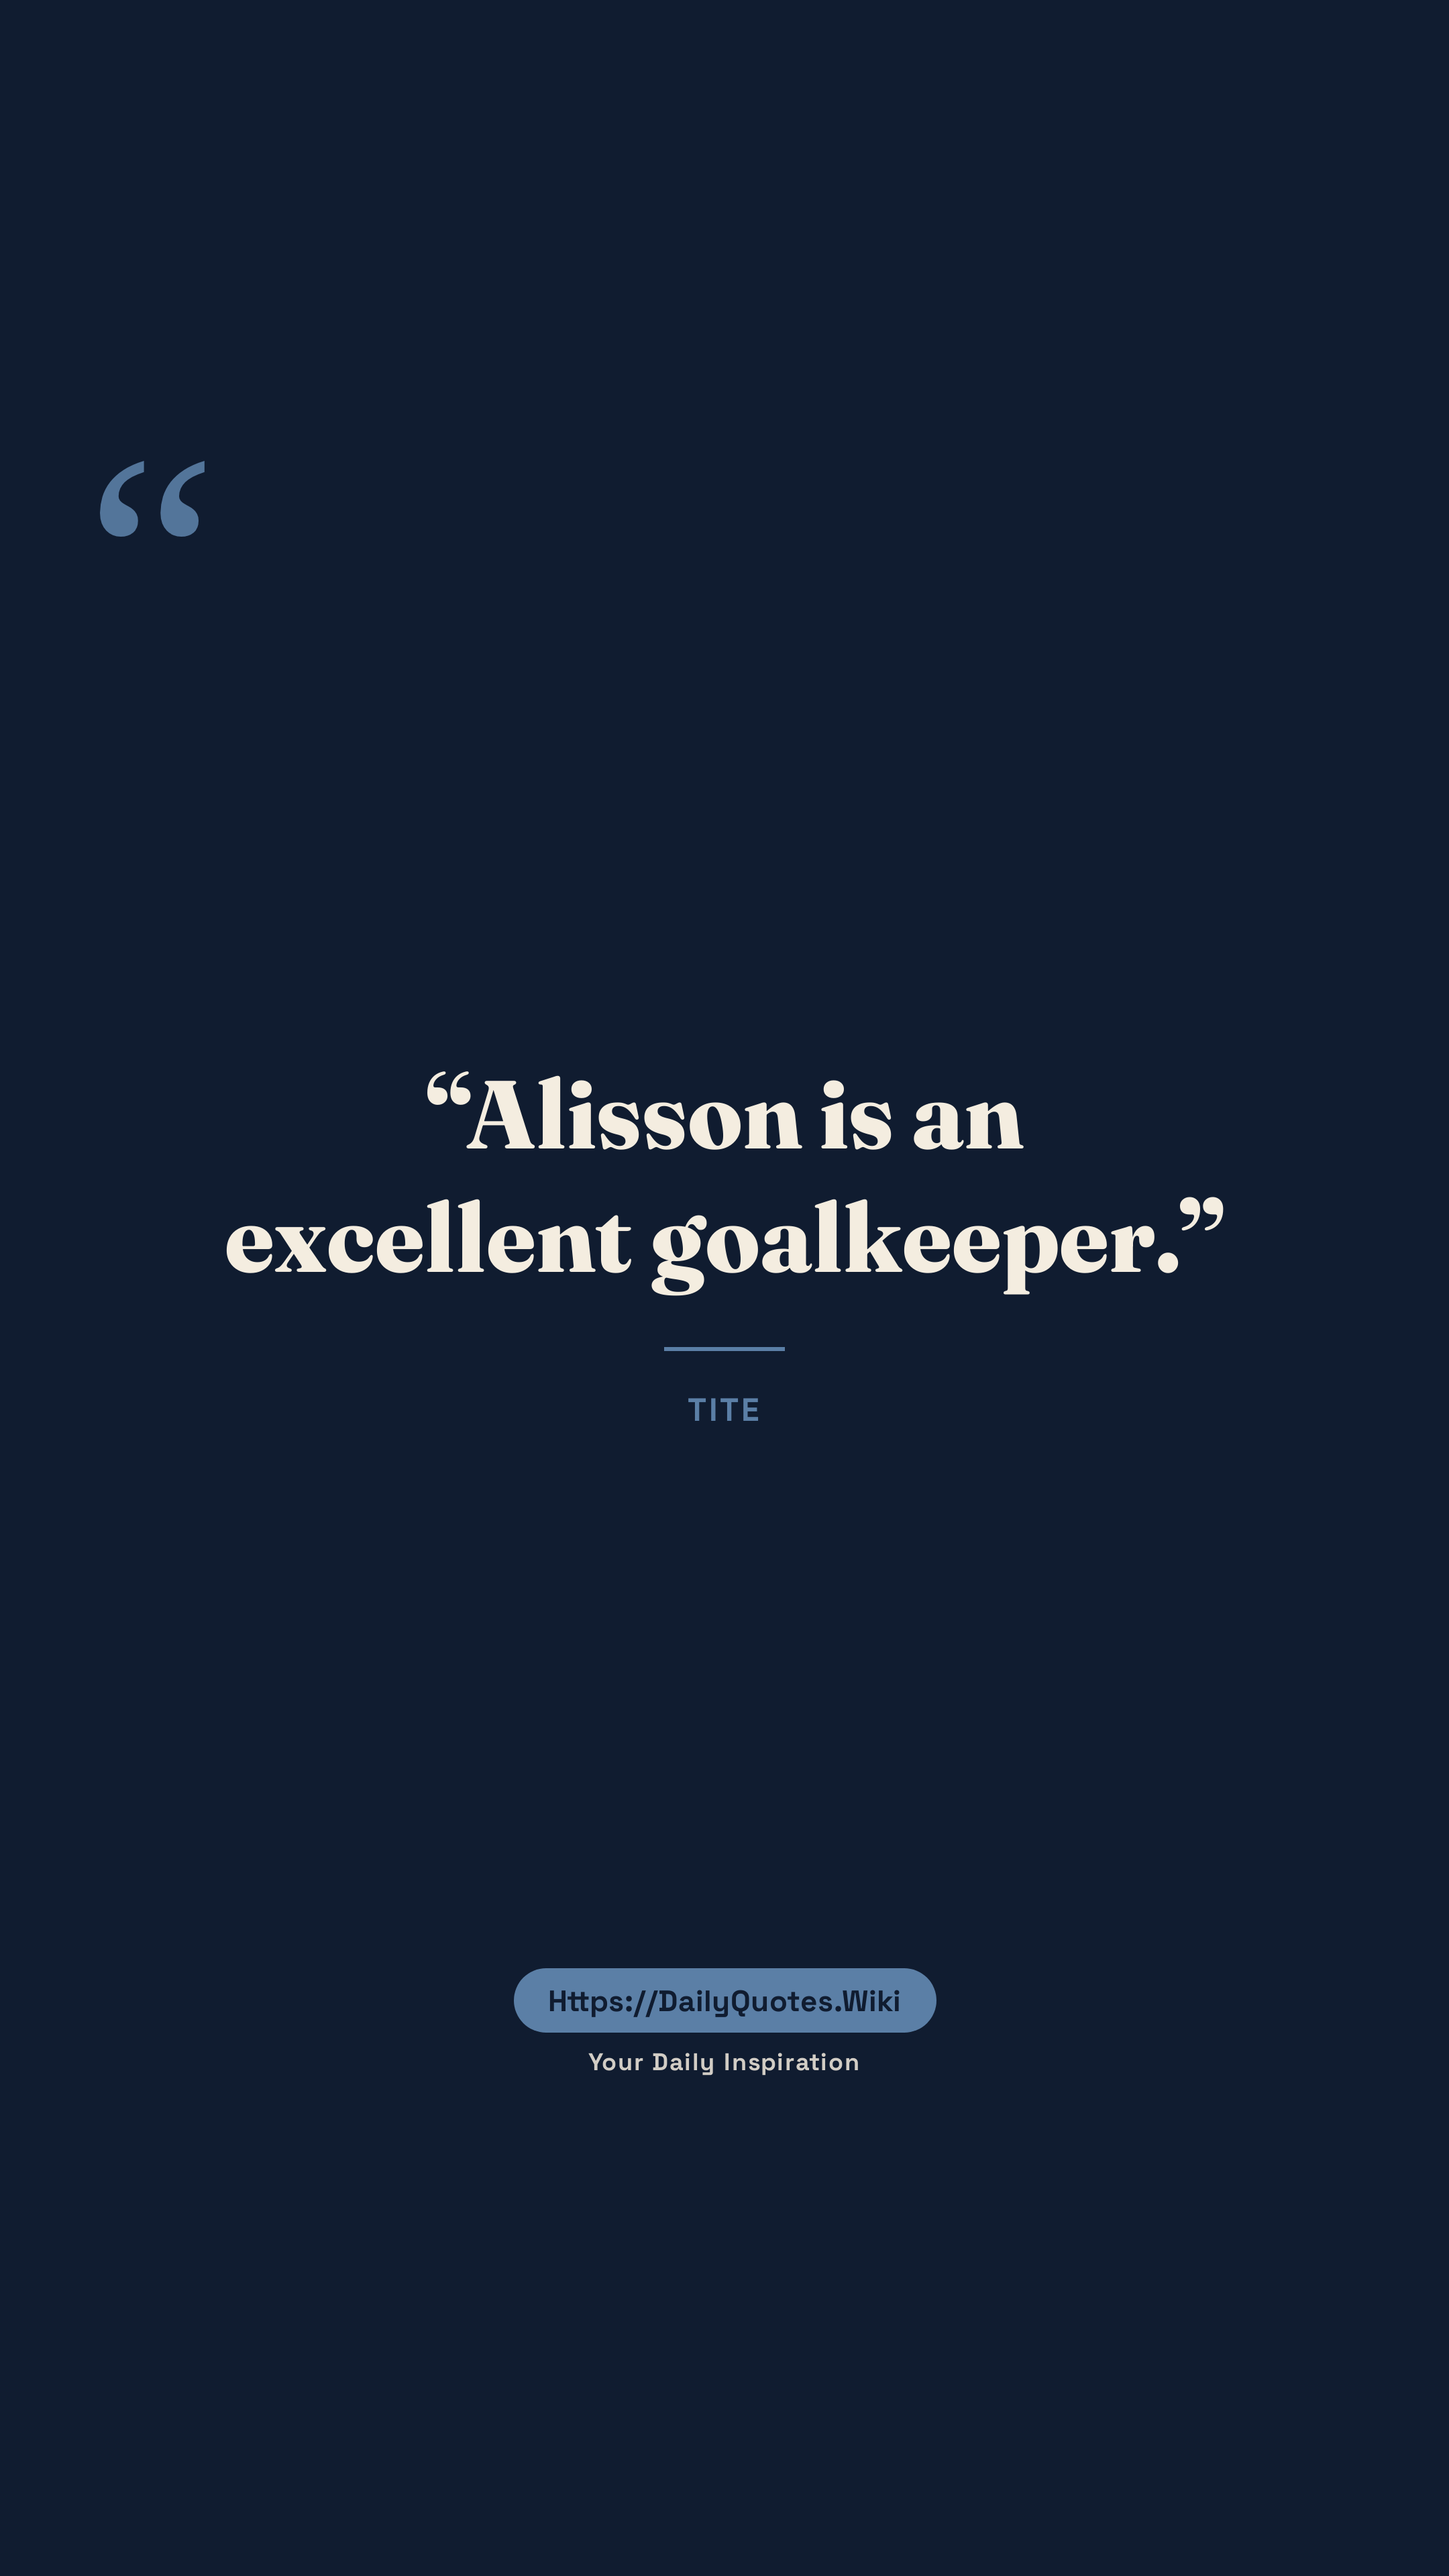 “
“Alisson is an
excellent goalkeeper.”
TITE
Https://DailyQuotes.Wiki
Your Daily Inspiration